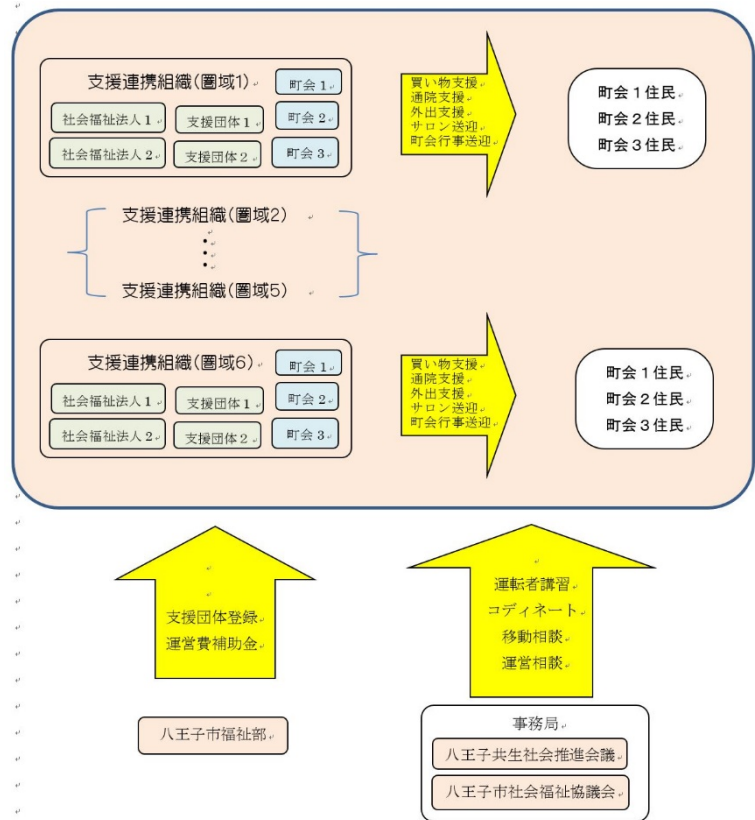 支援連携組織(圏域1)
町会1
社会福祉法人1
支援団体1
町会2
社会福祉法人2
支援団体2
町会3
買い物支援
通院支援
外出支援
サロン送迎
町会行事送迎
町会1住民
町会2住民
町会3住民
支援連携組織(圏域2)
支援連携組織(圏域5)
支援連携組織(圏域6)
町会1
社会福祉法人1
支援団体1
町会2
社会福祉法人2
支援団体2
町会3
買い物支援
通院支援
外出支援
サロン送迎
町会行事送迎
町会1住民
町会2住民
町会3住民
支援団体登録
運営費補助金
運転者講習
コディネート
移動相談
運営相談
八王子市福祉部
事務局
八王子共生社会推進会議
八王子市社会福祉協議会